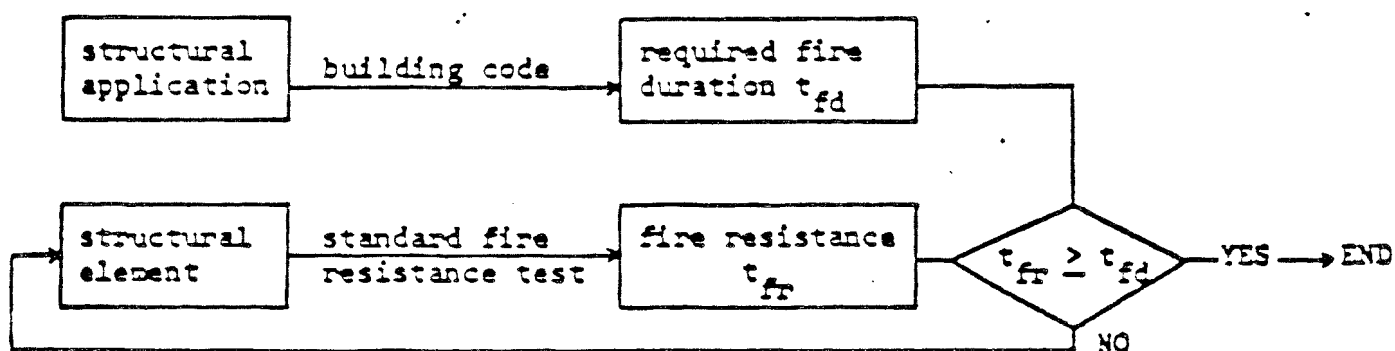 structural
application
building code
required fire
duration t_fd
structural
element
standard fire
resistance test
fire resistance
t_fr
t_fr ≥ t_fd
YES
END
NO